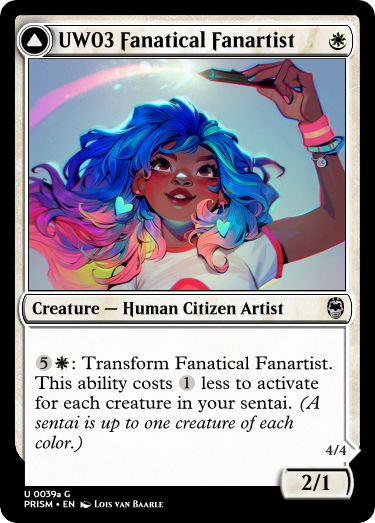 UW03 Fanatical Fanartist
Creature — Human Citizen Artist
5 : Transform Fanatical Fanartist.
This ability costs 1 less to activate
for each creature in your sentai. (A
sentai is up to one creature of each
color.)
4/4
2/1
U 0039a G
PRISM • EN Lois van Baarle